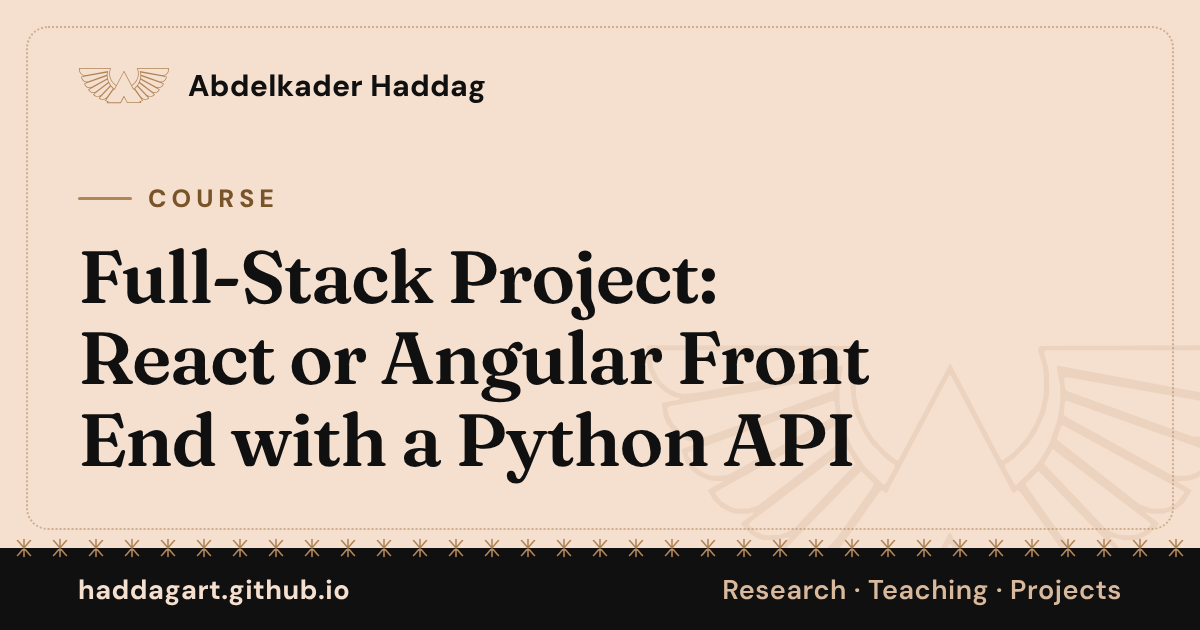 Abdelkader Haddag
COURSE
Full-Stack Project:
React or Angular Front
End with a Python API
haddagart.github.io
Research · Teaching · Projects